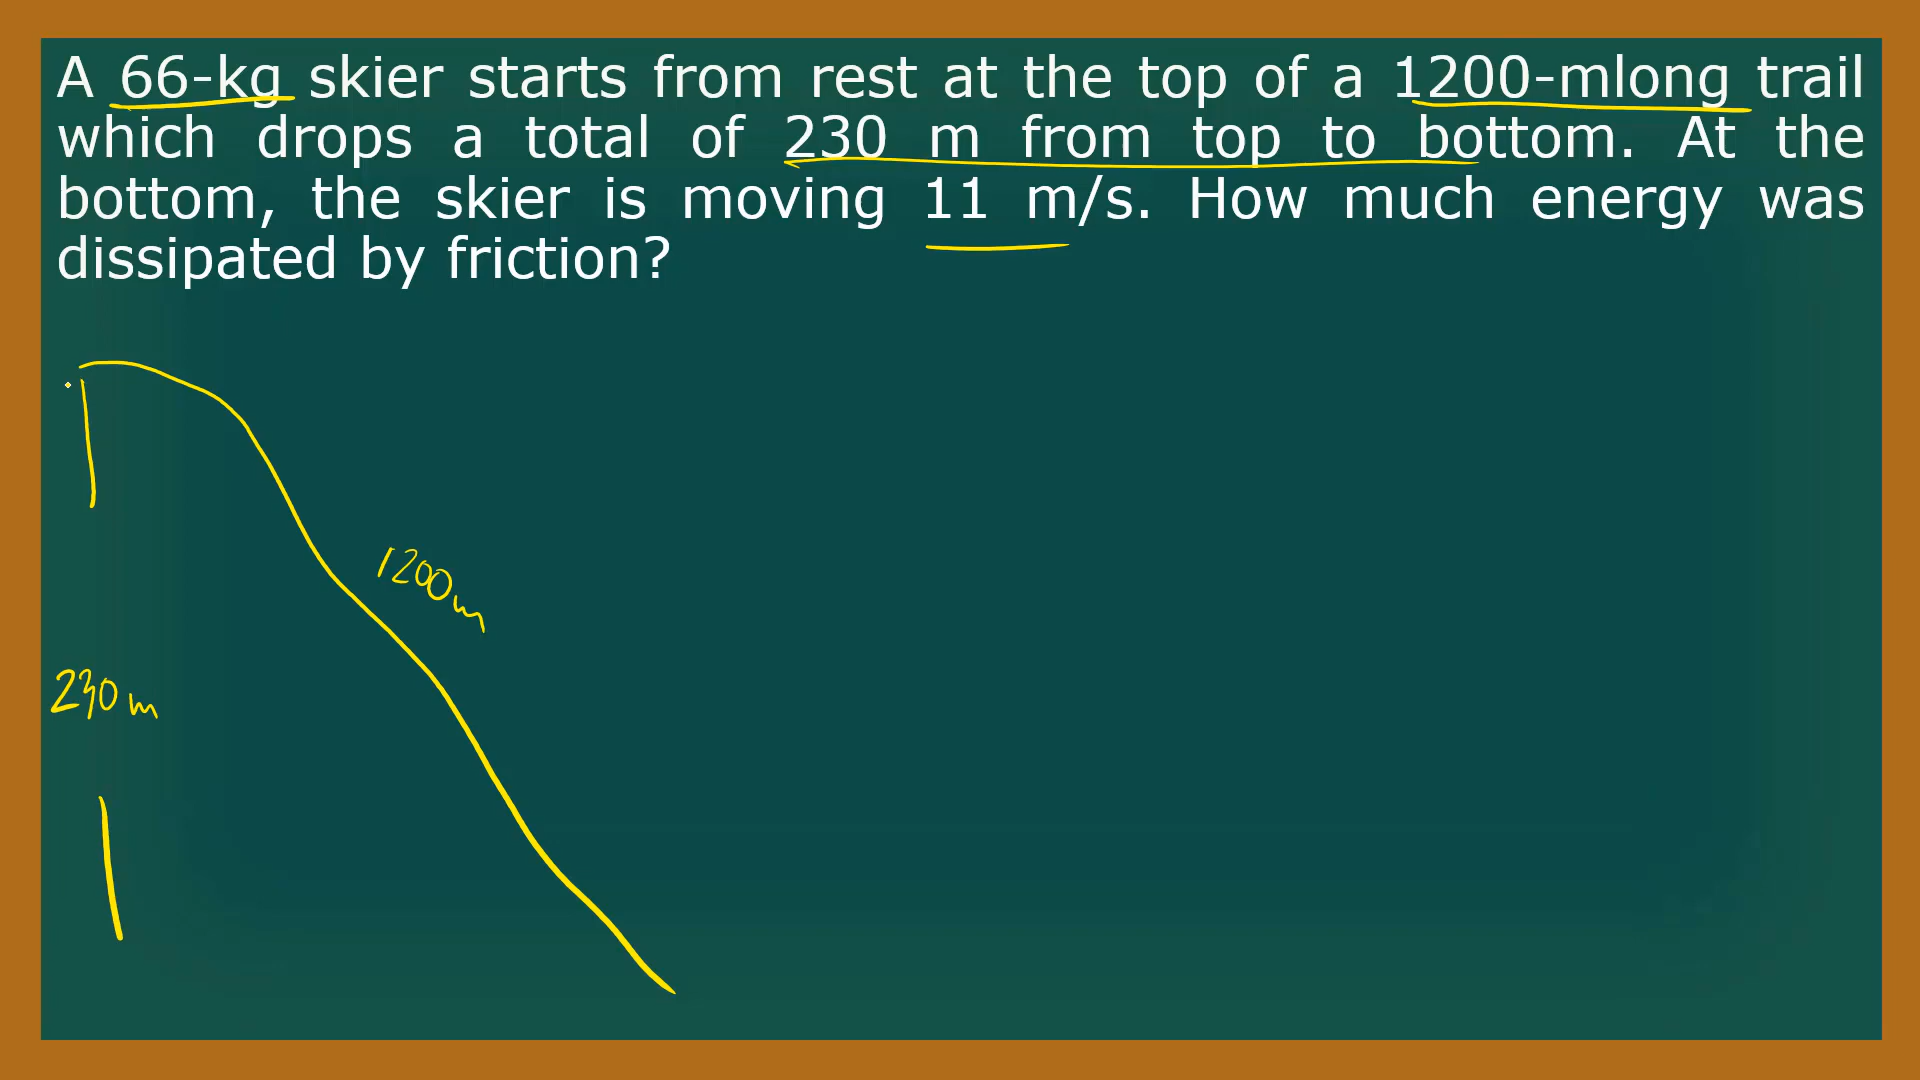 A 66-kg skier starts from rest at the top of a 1200-mlong trail
which drops a total of 230 m from top to bottom. At the
bottom, the skier is moving 11 m/s. How much energy was
dissipated by friction?
1200m
230m